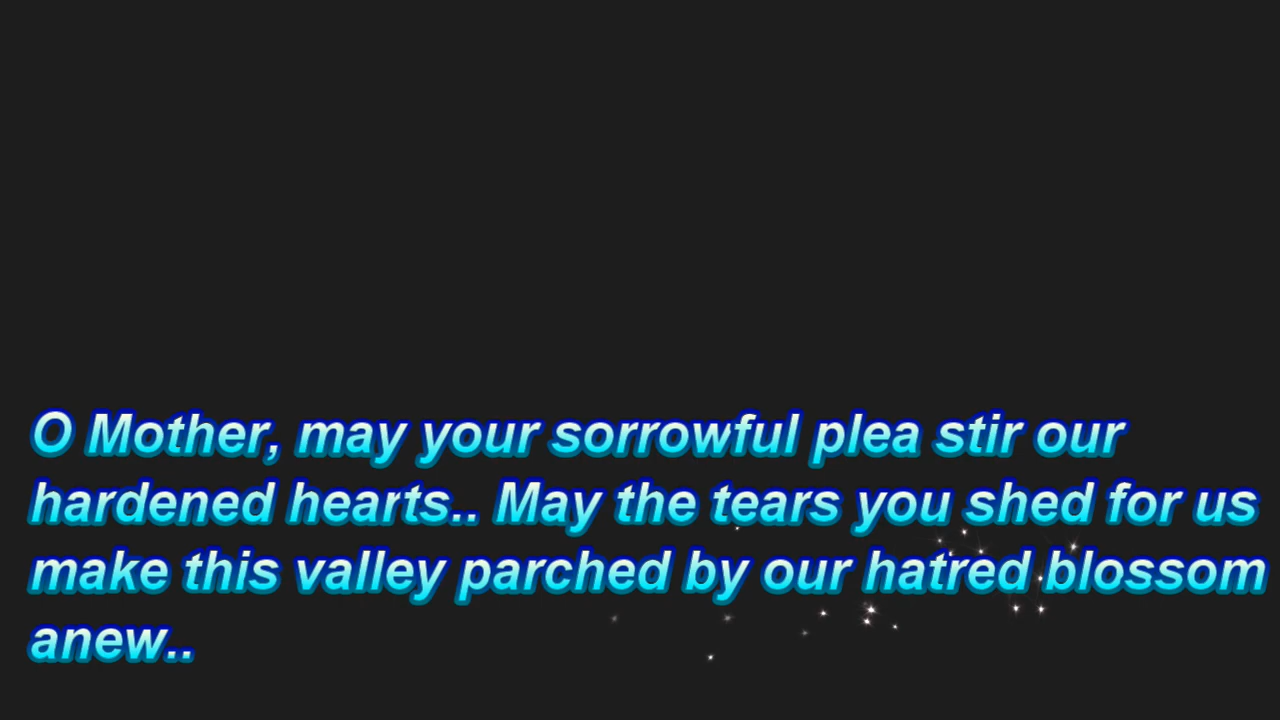 O Mother, may your sorrowful plea stir our
hardened hearts.. May the tears you shed for us
make this valley parched by our hatred blossom
anew..